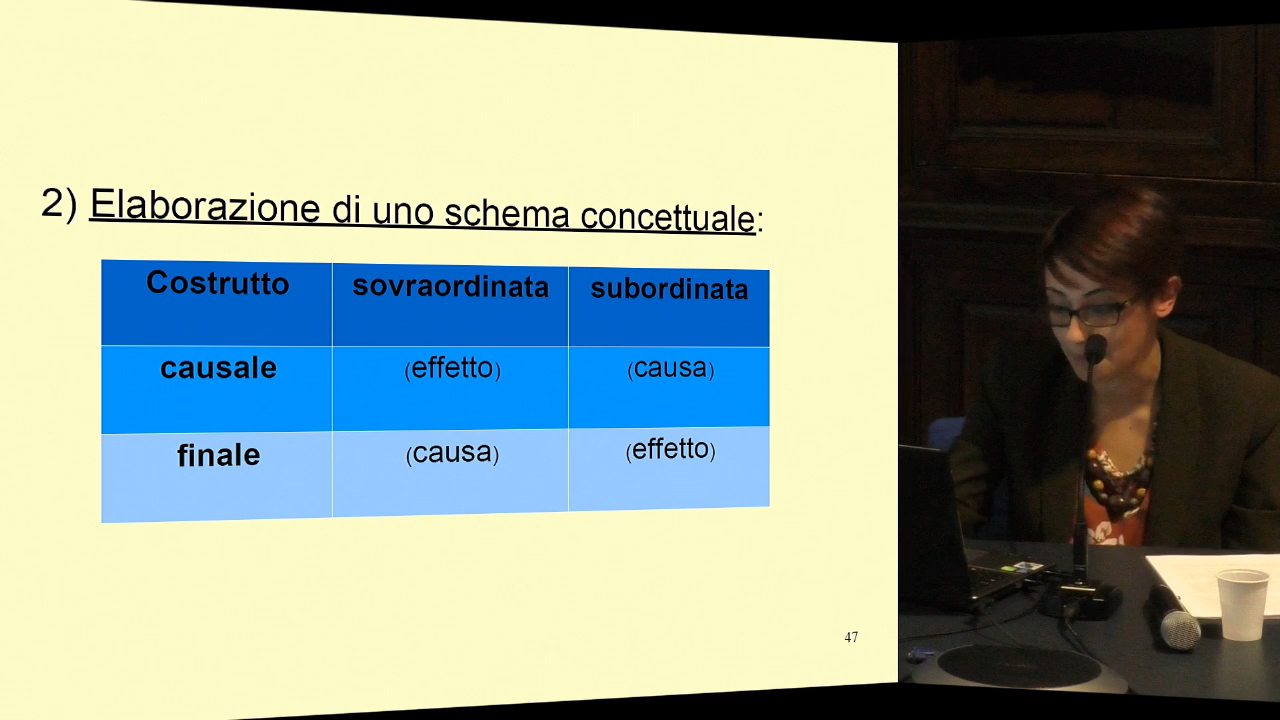 2) Elaborazione di uno schema concettuale:
Costrutto sovraordinata subordinata
causale (effetto) (causa)
finale (causa) (effetto)
47